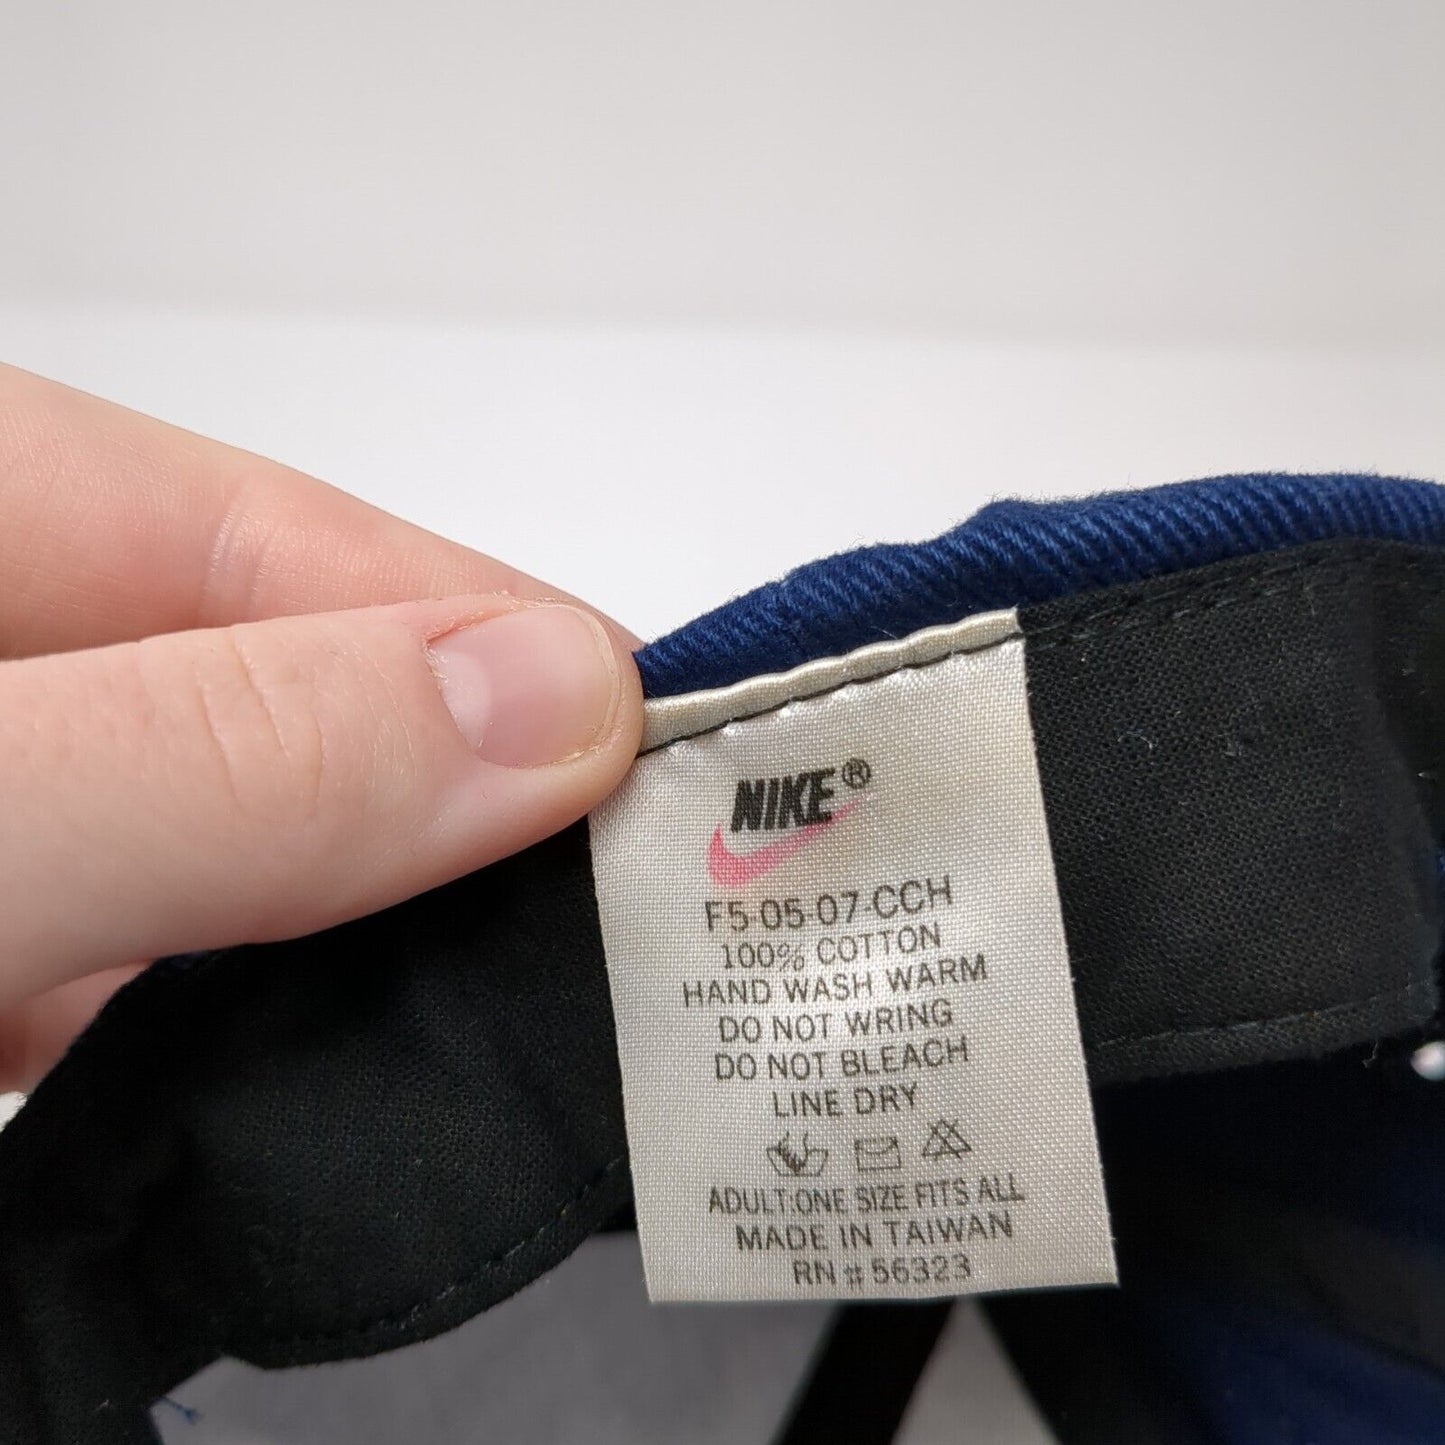 NIKE®
F5-05-07-CCH
100% COTTON
HAND WASH WARM
DO NOT WRING
DO NOT BLEACH
LINE DRY
ADULT:ONE SIZE FITS ALL
MADE IN TAIWAN
RN # 56323